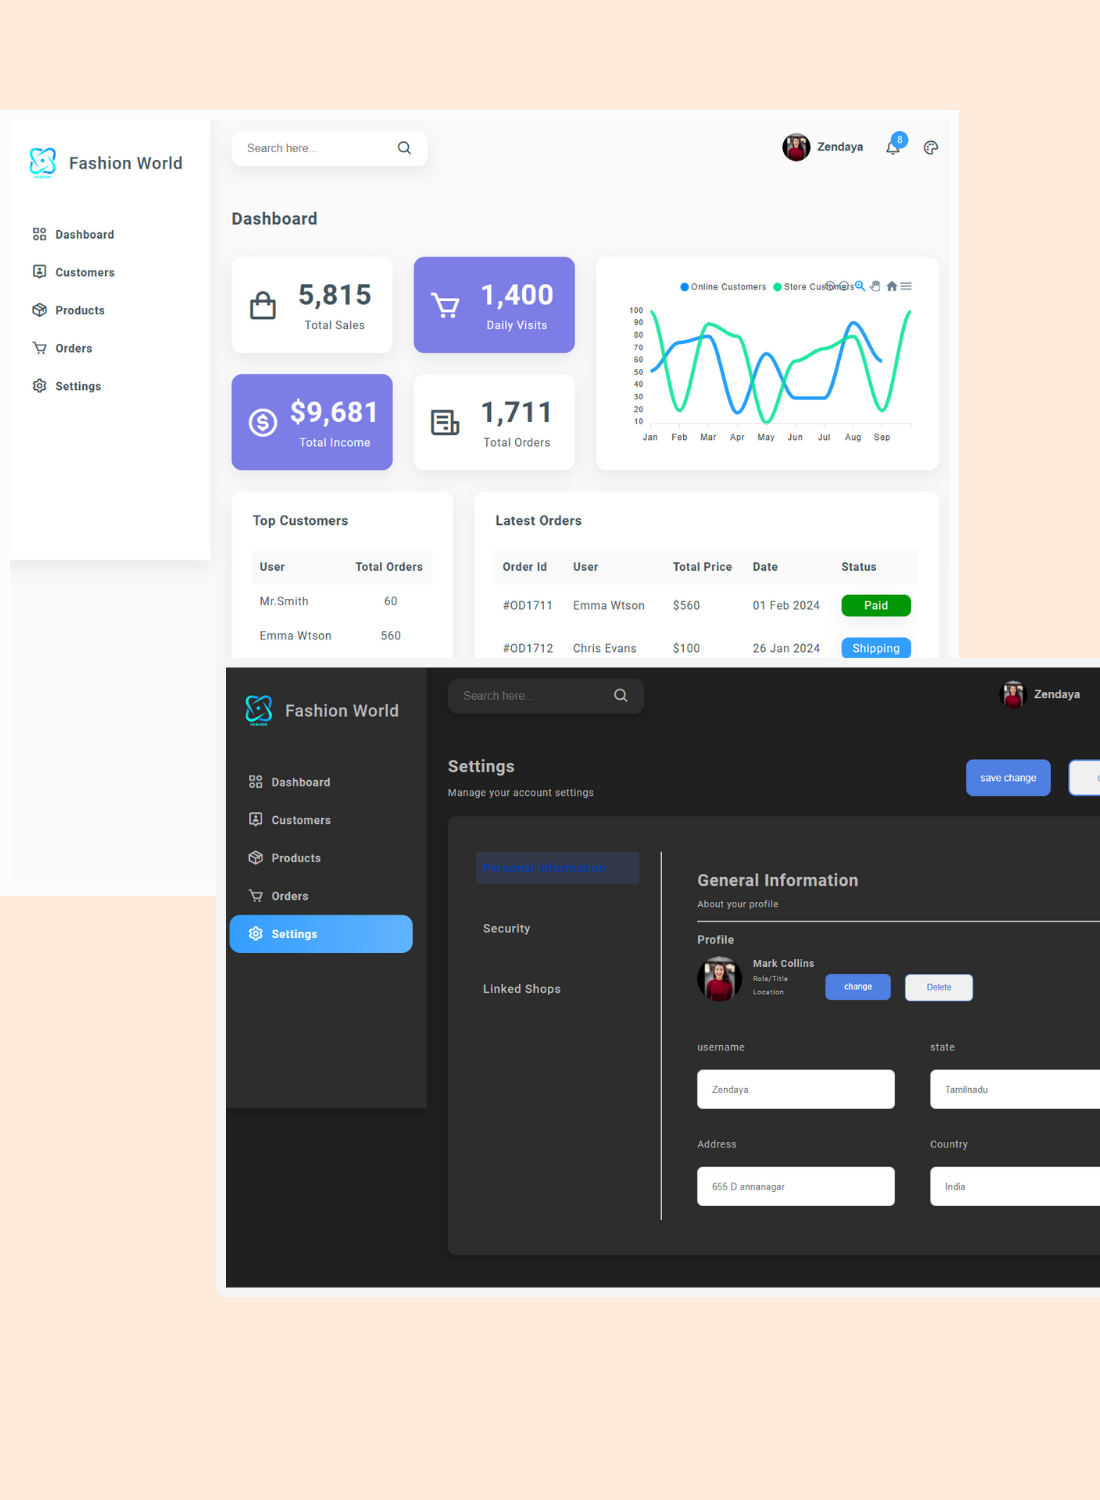 Fashion World
Dashboard
Customers
Products
Orders
Settings
Search here...
Zendaya
8
Dashboard
5,815
Total Sales
1,400
Daily Visits
$9,681
Total Income
1,711
Total Orders
Online Customers Store Customers
100
90
80
70
60
50
40
30
20
10
Jan Feb Mar Apr May Jun Jul Aug Sep
Top Customers
User Total Orders
Mr.Smith 60
Emma Wtson 560
Latest Orders
Order Id User Total Price Date Status
#OD1711 Emma Wtson $560 01 Feb 2024 Paid
#OD1712 Chris Evans $100 26 Jan 2024 Shipping
Fashion World
Dashboard
Customers
Products
Orders
Settings
Search here...
Zendaya
Settings
Manage your account settings
save change
Personal Information
Security
Linked Shops
General Information
About your profile
Profile
Mark Collins
Role/Title
Location
change
Delete
username state
Zendaya Tamilnadu
Address Country
655 D annanagar India